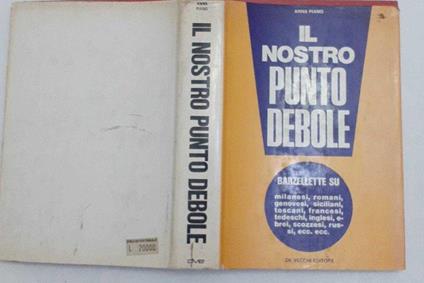 ANNA PIANO
IL
NOSTRO
PUNTO
DEBOLE
BARZELLETTE SU
milanesi, romani,
genovesi, siciliani,
toscani, francesi,
tedeschi, inglesi, e-
brei, scozzesi, rus-
si, ecc. ecc.
DE VECCHI EDITORE
PIANO
IL NOSTRO PUNTO DEBOLE
DVE
L. 20000